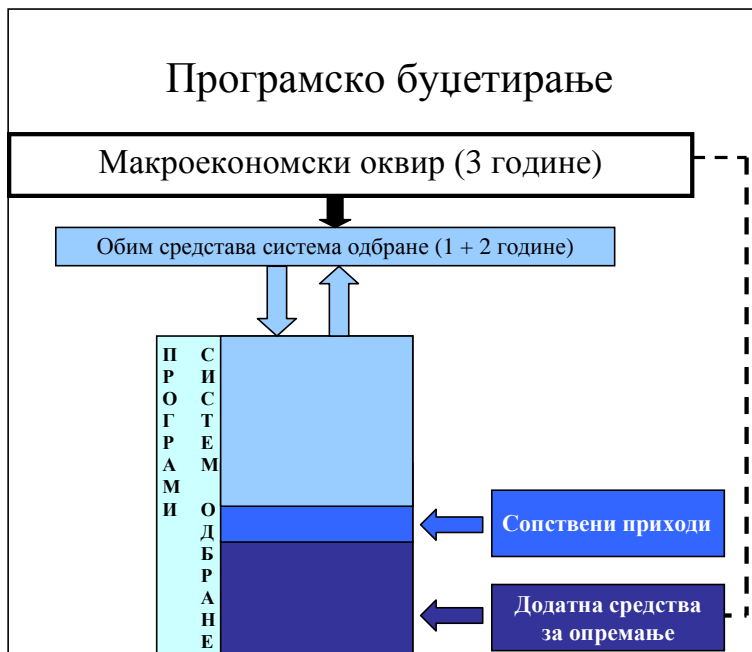 Програмско буџетирање
Макроекономски оквир (3 године)
Обим средстава система одбране (1 + 2 године)
ПРОГРАМИ
СИСТЕМ ОДБРАНЕ
Сопствени приходи
Додатна средства
за опремање